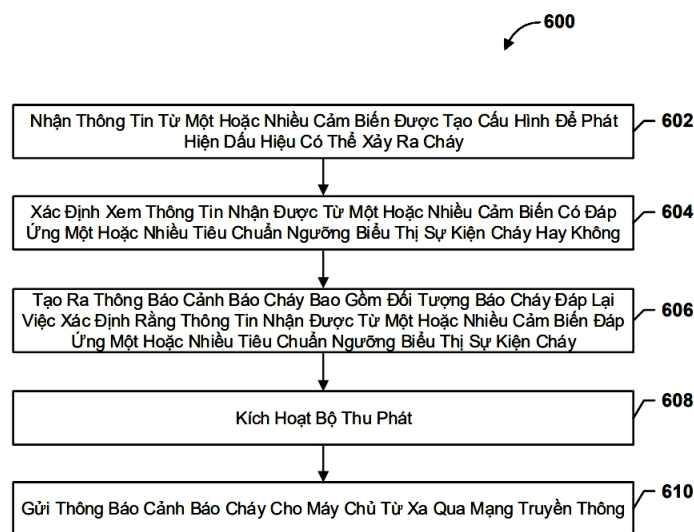 600
Nhận Thông Tin Từ Một Hoặc Nhiều Cảm Biến Được Tạo Cấu Hình Để Phát
Hiện Dấu Hiệu Có Thể Xảy Ra Cháy
602
Xác Định Xem Thông Tin Nhận Được Từ Một Hoặc Nhiều Cảm Biến Có Đáp
Ứng Một Hoặc Nhiều Tiêu Chuẩn Ngưỡng Biểu Thị Sự Kiện Cháy Hay Không
604
Tạo Ra Thông Báo Cảnh Báo Cháy Bao Gồm Đối Tượng Báo Cháy Đáp Lại
Việc Xác Định Rằng Thông Tin Nhận Được Từ Một Hoặc Nhiều Cảm Biến Đáp
Ứng Một Hoặc Nhiều Tiêu Chuẩn Ngưỡng Biểu Thị Sự Kiện Cháy
606
Kích Hoạt Bộ Thu Phát
608
Gửi Thông Báo Cảnh Báo Cháy Cho Máy Chủ Từ Xa Qua Mạng Truyền Thông
610